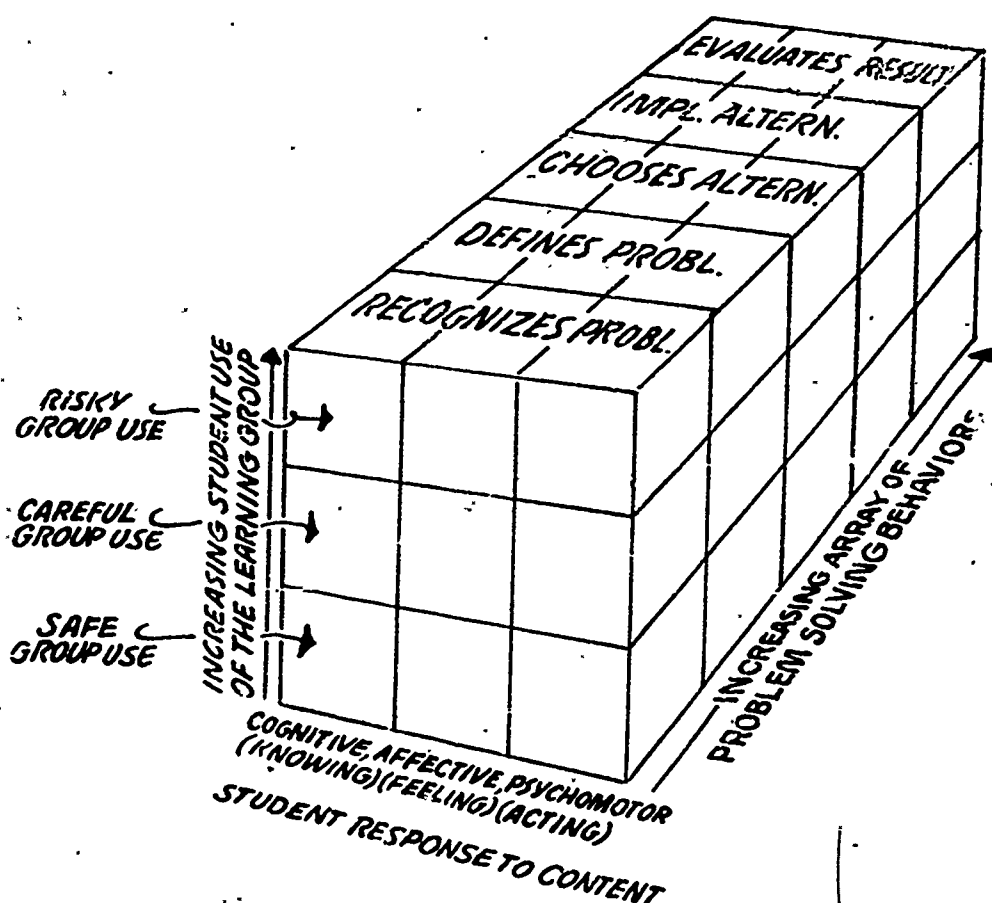 EVALUATES RESULT
IMPL. ALTERN.
CHOOSES ALTERN.
DEFINES PROBL.
RECOGNIZES PROBL.
RISKY
GROUP USE
CAREFUL
GROUP USE
SAFE
GROUP USE
INCREASING STUDENT USE
OF THE LEARNING GROUP
COGNITIVE, AFFECTIVE, PSYCHOMOTOR
(KNOWING) (FEELING) (ACTING)
STUDENT RESPONSE TO CONTENT
INCREASING ARRAY OF
PROBLEM SOLVING BEHAVIORS